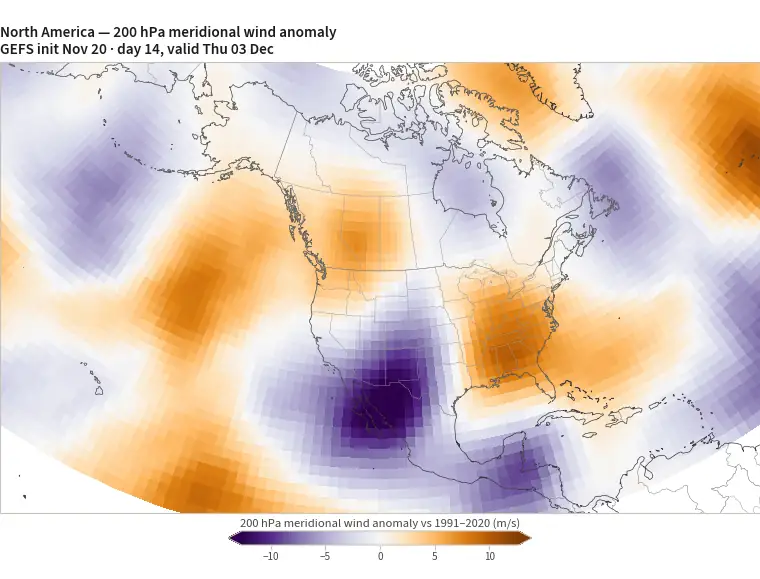 North America — 200 hPa meridional wind anomaly
GEFS init Nov 20 · day 14, valid Thu 03 Dec
200 hPa meridional wind anomaly vs 1991–2020 (m/s)
−10 −5 0 5 10